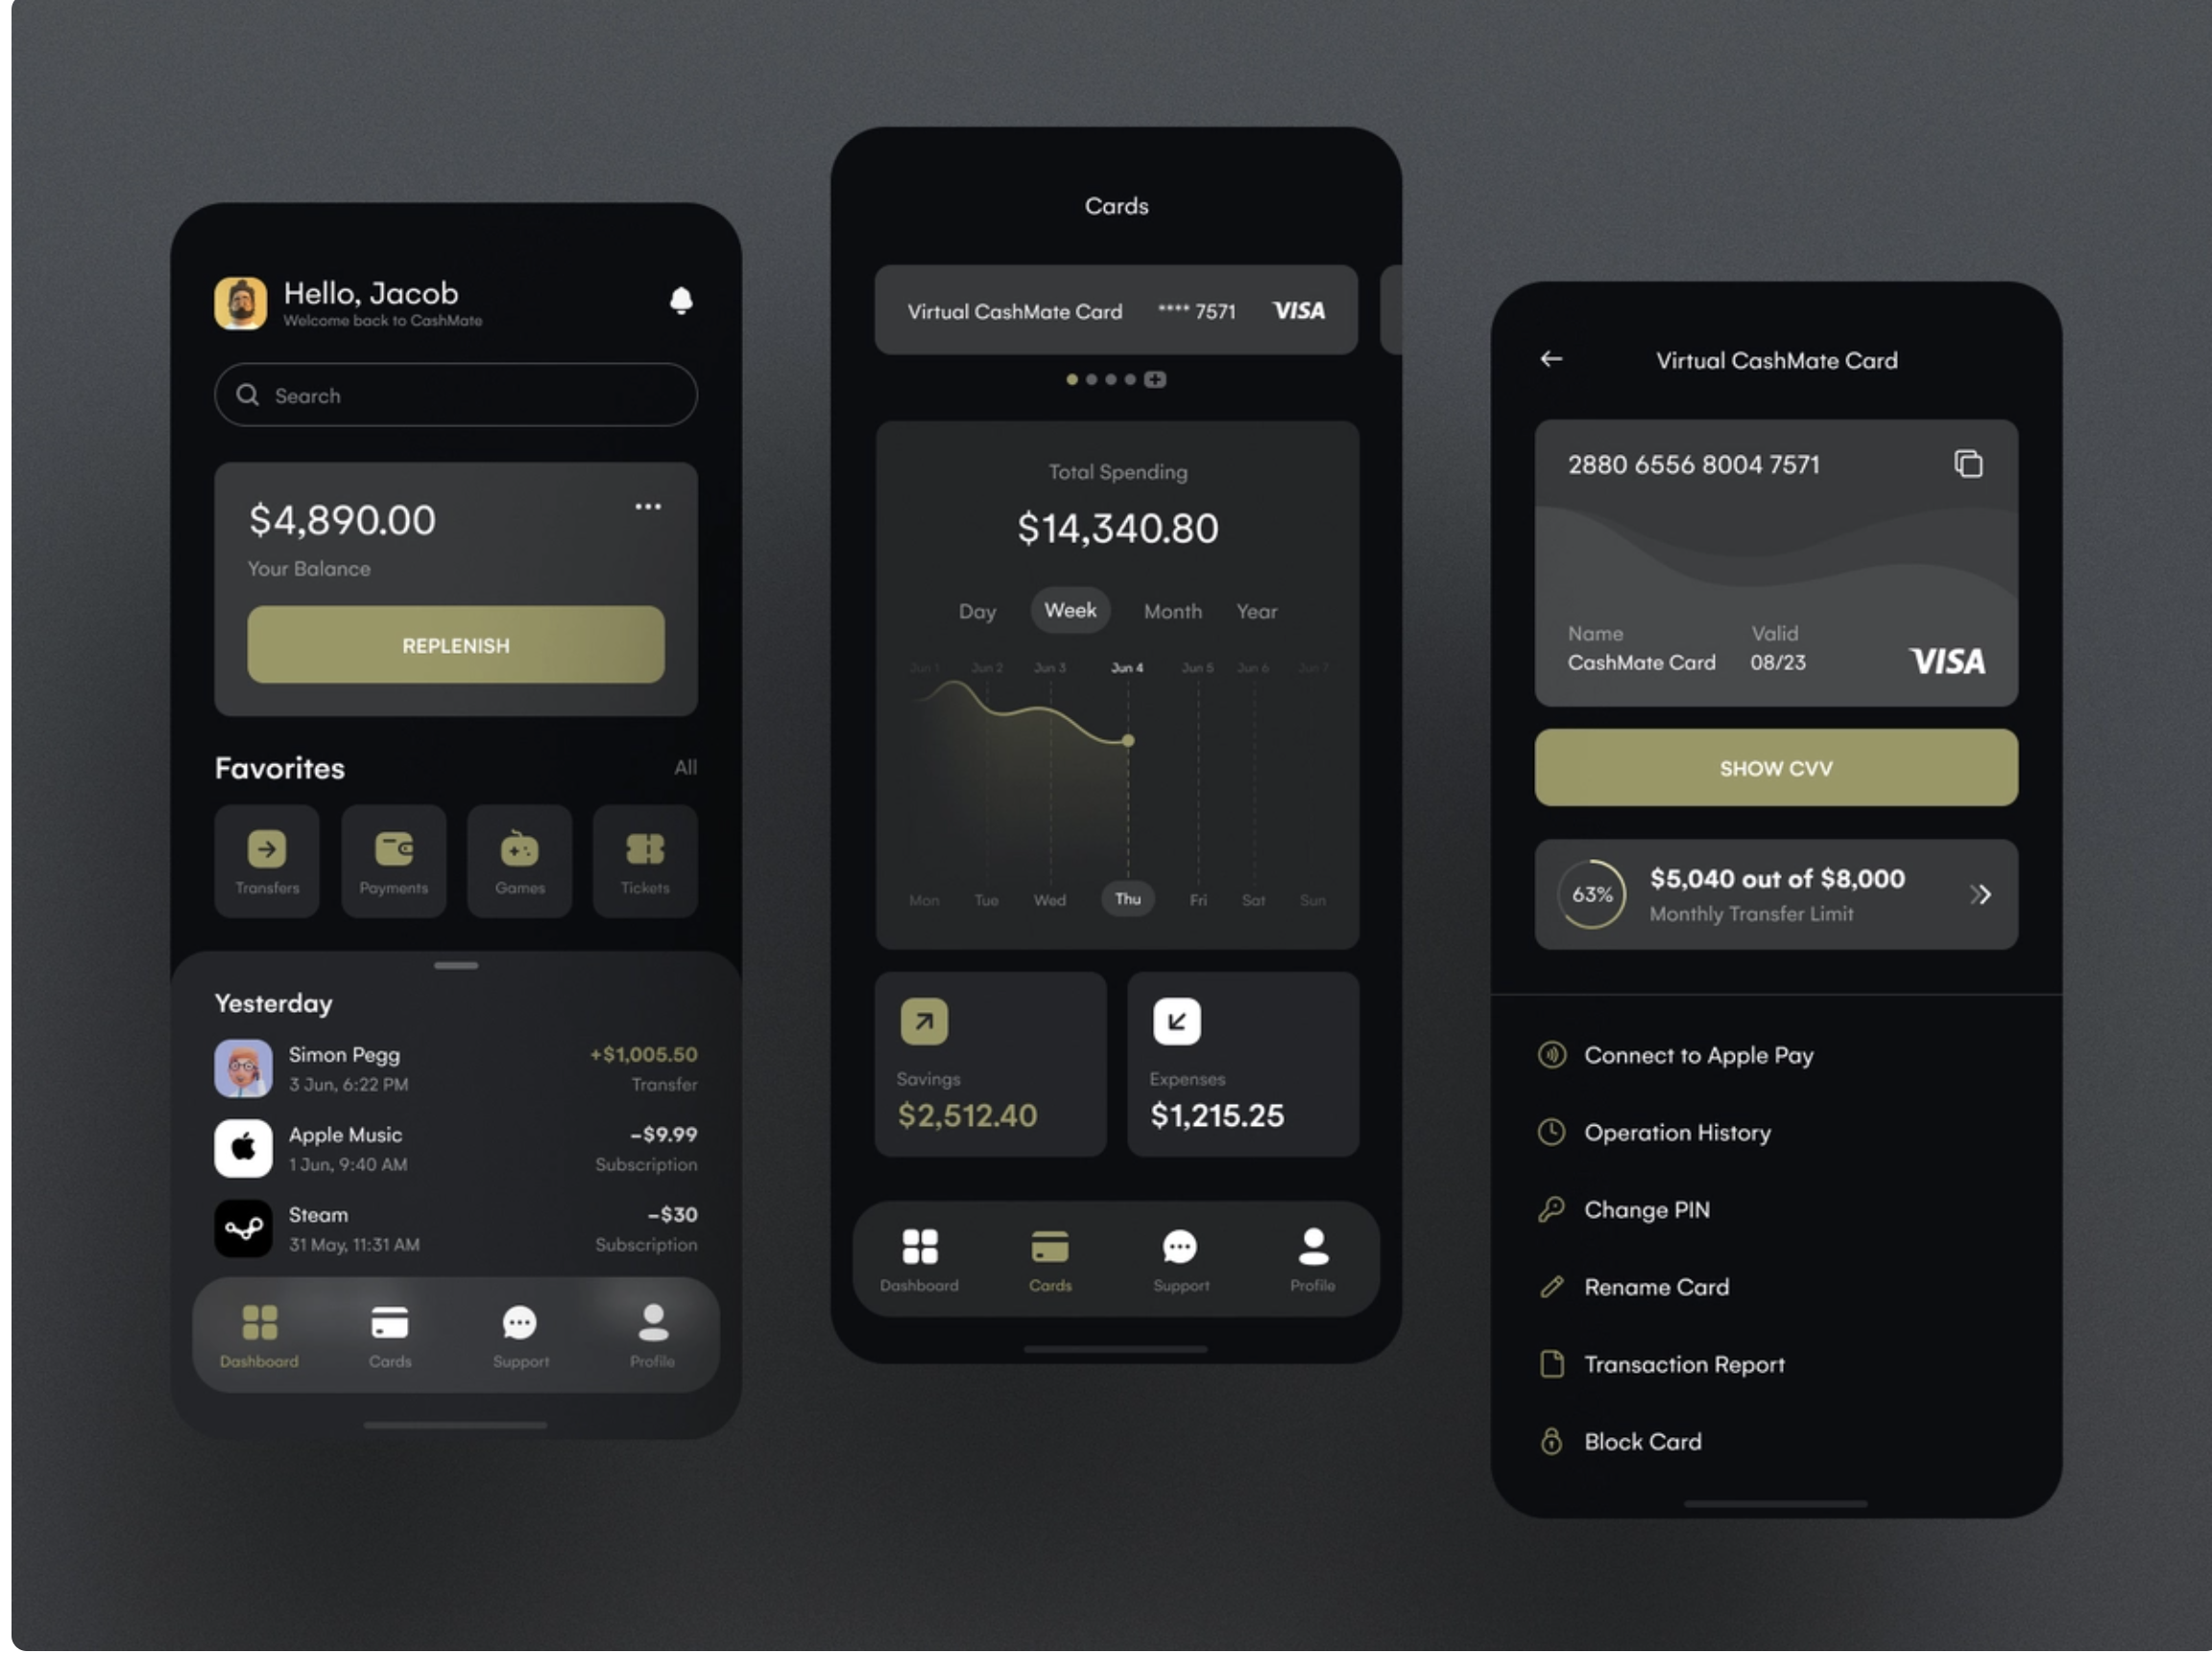 Hello, Jacob
Welcome back to CashMate
Search
$4,890.00
Your Balance
REPLENISH
Favorites All
Transfers Payments Games Tickets
Yesterday
Simon Pegg +$1,005.50
3 Jun, 6:22 PM Transfer
Apple Music –$9.99
1 Jun, 9:40 AM Subscription
Steam –$30
31 May, 11:31 AM Subscription
Dashboard Cards Support Profile
Cards
Virtual CashMate Card **** 7571 VISA
Total Spending
$14,340.80
Day Week Month Year
Jun 1 Jun 2 Jun 3 Jun 4 Jun 5 Jun 6 Jun 7
Mon Tue Wed Thu Fri Sat Sun
Savings Expenses
$2,512.40 $1,215.25
Dashboard Cards Support Profile
Virtual CashMate Card
2880 6556 8004 7571
Name Valid
CashMate Card 08/23 VISA
SHOW CVV
63% $5,040 out of $8,000
Monthly Transfer Limit
Connect to Apple Pay
Operation History
Change PIN
Rename Card
Transaction Report
Block Card